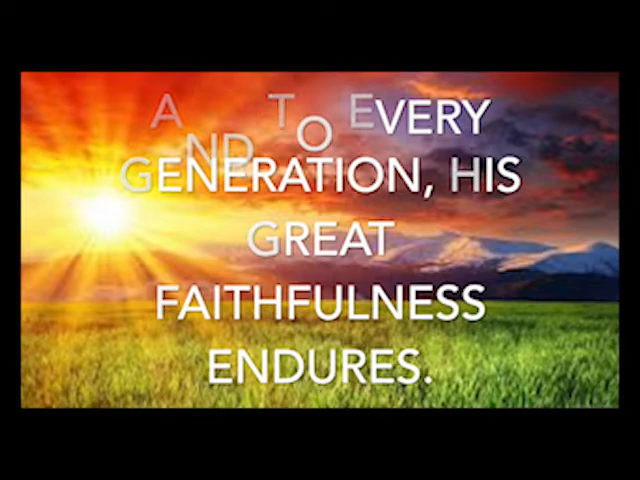 AND TO EVERY
GENERATION, HIS
GREAT
FAITHFULNESS
ENDURES.